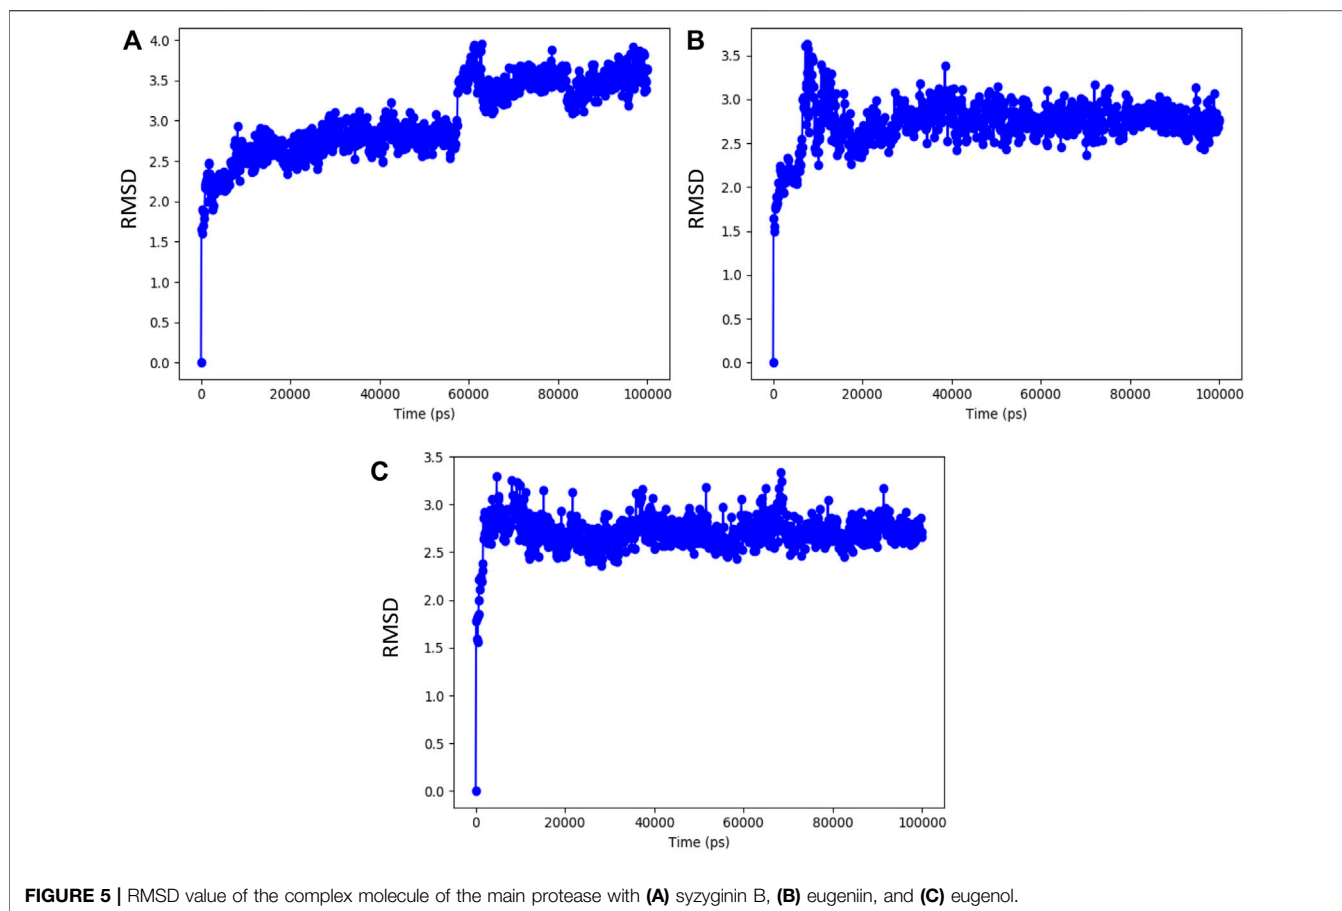 A
4.0
3.5
3.0
2.5
2.0
1.5
1.0
0.5
0.0
RMSD
0 20000 40000 60000 80000 100000
Time (ps)
B
3.5
3.0
2.5
2.0
1.5
1.0
0.5
0.0
RMSD
0 20000 40000 60000 80000 100000
Time (ps)
C
3.5
3.0
2.5
2.0
1.5
1.0
0.5
0.0
RMSD
0 20000 40000 60000 80000 100000
Time (ps)
FIGURE 5 | RMSD value of the complex molecule of the main protease with (A) syzyginin B, (B) eugeniin, and (C) eugenol.